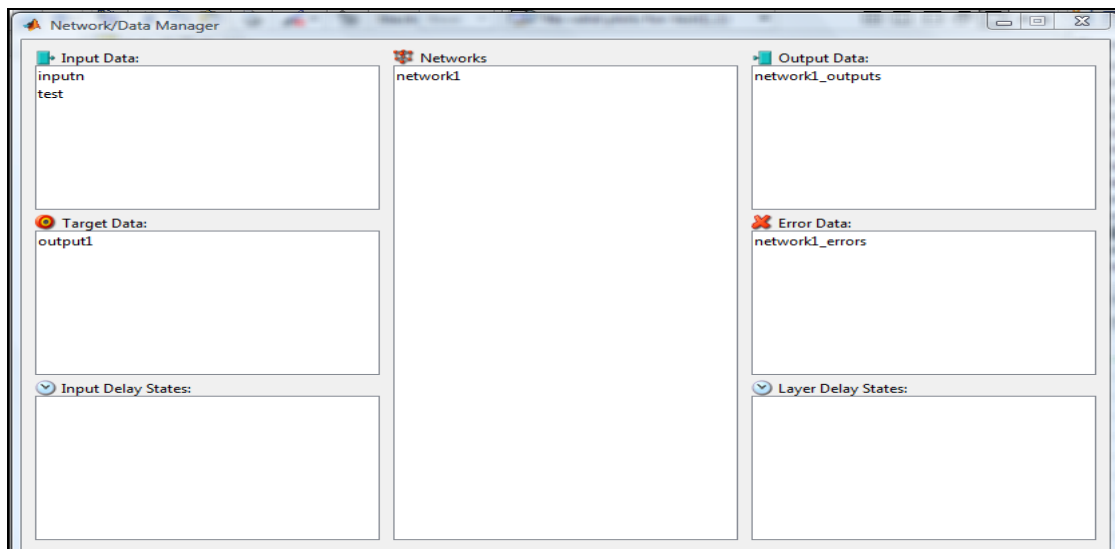 Network/Data Manager
Input Data:
inputn
test
Networks
network1
Output Data:
network1_outputs
Target Data:
output1
Error Data:
network1_errors
Input Delay States:
Layer Delay States: